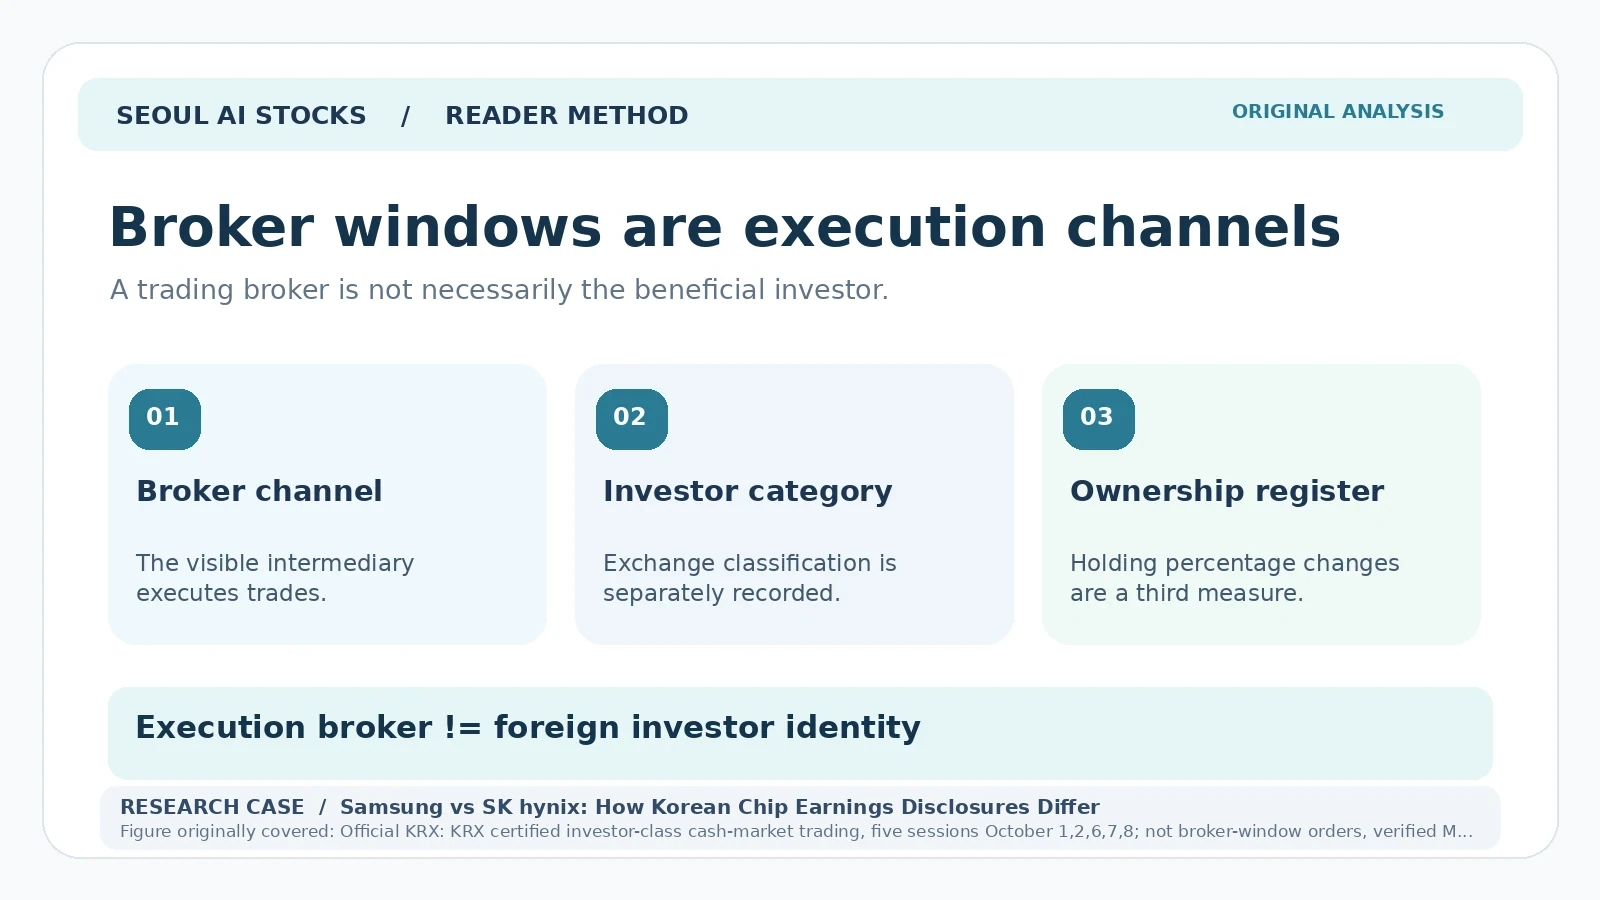 SEOUL AI STOCKS / READER METHOD
ORIGINAL ANALYSIS
Broker windows are execution channels
A trading broker is not necessarily the beneficial investor.
01
Broker channel
The visible intermediary
executes trades.
02
Investor category
Exchange classification is
separately recorded.
03
Ownership register
Holding percentage changes
are a third measure.
Execution broker != foreign investor identity
RESEARCH CASE / Samsung vs SK hynix: How Korean Chip Earnings Disclosures Differ
Figure originally covered: Official KRX: KRX certified investor-class cash-market trading, five sessions October 1,2,6,7,8; not broker-window orders, verified M...